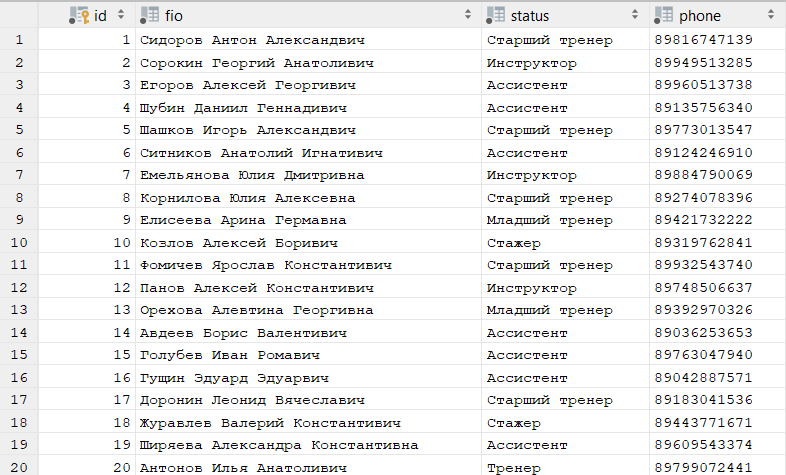 id fio status phone
1 1 Сидоров Антон Александвич Старший тренер 89816747139
2 2 Сорокин Георгий Анатоливич Инструктор 89949513285
3 3 Егоров Алексей Георгивич Ассистент 89960513738
4 4 Шубин Даниил Геннадивич Ассистент 89135756340
5 5 Шашков Игорь Александвич Старший тренер 89773013547
6 6 Ситников Анатолий Игнативич Ассистент 89124246910
7 7 Емельянова Юлия Дмитривна Инструктор 89884790069
8 8 Корнилова Юлия Алексевна Старший тренер 89274078396
9 9 Елисеева Арина Гермавна Младший тренер 89421732222
10 10 Козлов Алексей Боривич Стажер 89319762841
11 11 Фомичев Ярослав Константивич Старший тренер 89932543740
12 12 Панов Алексей Константивич Инструктор 89748506637
13 13 Орехова Алевтина Георгивна Младший тренер 89392970326
14 14 Авдеев Борис Валентивич Ассистент 89036253653
15 15 Голубев Иван Ромавич Ассистент 89763047940
16 16 Гущин Эдуард Эдуарвич Ассистент 89042887571
17 17 Доронин Леонид Вячеславич Старший тренер 89183041536
18 18 Журавлев Валерий Константивич Стажер 89443771671
19 19 Ширяева Александра Константивна Ассистент 89609543374
20 20 Антонов Илья Анатоливич Тренер 89799072441